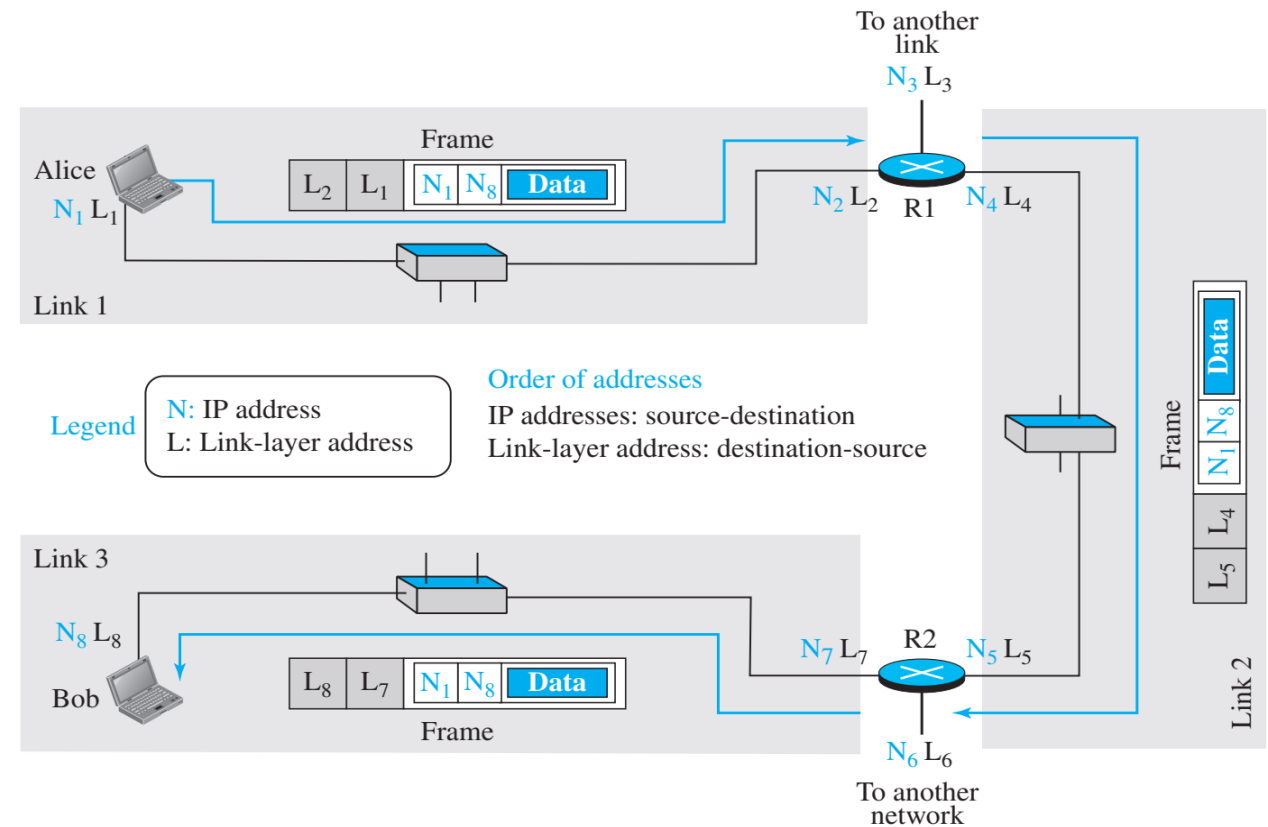 To another
link
N₃ L₃
Frame
Alice
L₂ L₁ N₁ N₈ Data
N₁ L₁
N₂ L₂ R1 N₄ L₄
Link 1
Order of addresses
Legend
N: IP address
L: Link-layer address
IP addresses: source-destination
Link-layer address: destination-source
Frame
L₅ L₄ N₁ N₈ Data
Link 2
Link 3
N₈ L₈
Bob
L₈ L₇ N₁ N₈ Data
Frame
N₇ L₇ R2 N₅ L₅
N₆ L₆
To another
network